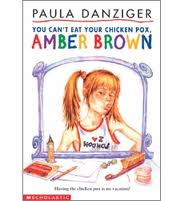 PAULA DANZIGER
YOU CAN'T EAT YOUR CHICKEN POX,
AMBER BROWN
I
Having the chicken pox is no vacation!
SCHOLASTIC